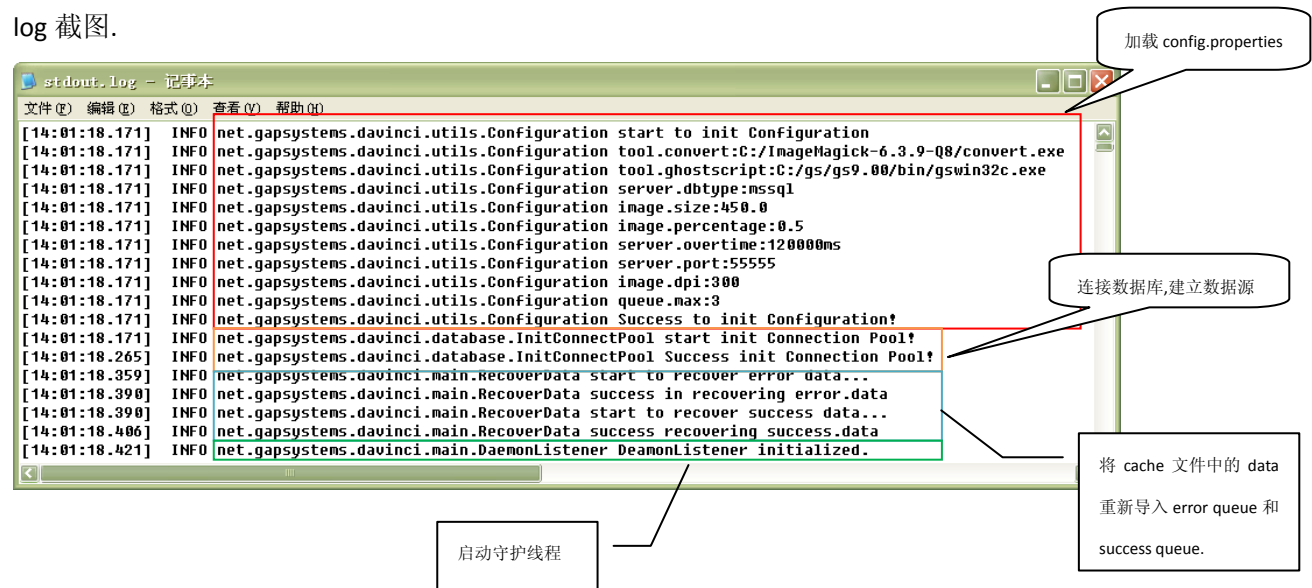 log 截图.
加载 config.properties
stdout.log - 记事本
文件(F) 编辑(E) 格式(O) 查看(V) 帮助(H)
[14:01:18.171] INFO net.gapsystems.davinci.utils.Configuration start to init Configuration
[14:01:18.171] INFO net.gapsystems.davinci.utils.Configuration tool.convert:C:/ImageMagick-6.3.9-Q8/convert.exe
[14:01:18.171] INFO net.gapsystems.davinci.utils.Configuration tool.ghostscript:C:/gs/gs9.00/bin/gswin32c.exe
[14:01:18.171] INFO net.gapsystems.davinci.utils.Configuration server.dbtype:mssql
[14:01:18.171] INFO net.gapsystems.davinci.utils.Configuration image.size:450.0
[14:01:18.171] INFO net.gapsystems.davinci.utils.Configuration image.percentage:0.5
[14:01:18.171] INFO net.gapsystems.davinci.utils.Configuration server.overtime:120000ms
[14:01:18.171] INFO net.gapsystems.davinci.utils.Configuration server.port:55555
[14:01:18.171] INFO net.gapsystems.davinci.utils.Configuration image.dpi:300
[14:01:18.171] INFO net.gapsystems.davinci.utils.Configuration queue.max:3
[14:01:18.171] INFO net.gapsystems.davinci.utils.Configuration Success to init Configuration!
[14:01:18.171] INFO net.gapsystems.davinci.database.InitConnectPool start init Connection Pool!
[14:01:18.265] INFO net.gapsystems.davinci.database.InitConnectPool Success init Connection Pool!
[14:01:18.359] INFO net.gapsystems.davinci.main.RecoverData start to recover error data...
[14:01:18.390] INFO net.gapsystems.davinci.main.RecoverData success in recovering error.data
[14:01:18.390] INFO net.gapsystems.davinci.main.RecoverData start to recover success data...
[14:01:18.406] INFO net.gapsystems.davinci.main.RecoverData success recovering success.data
[14:01:18.421] INFO net.gapsystems.davinci.main.DaemonListener DeamonListener initialized.
连接数据库,建立数据源
将 cache 文件中的 data
重新导入 error queue 和
success queue.
启动守护线程